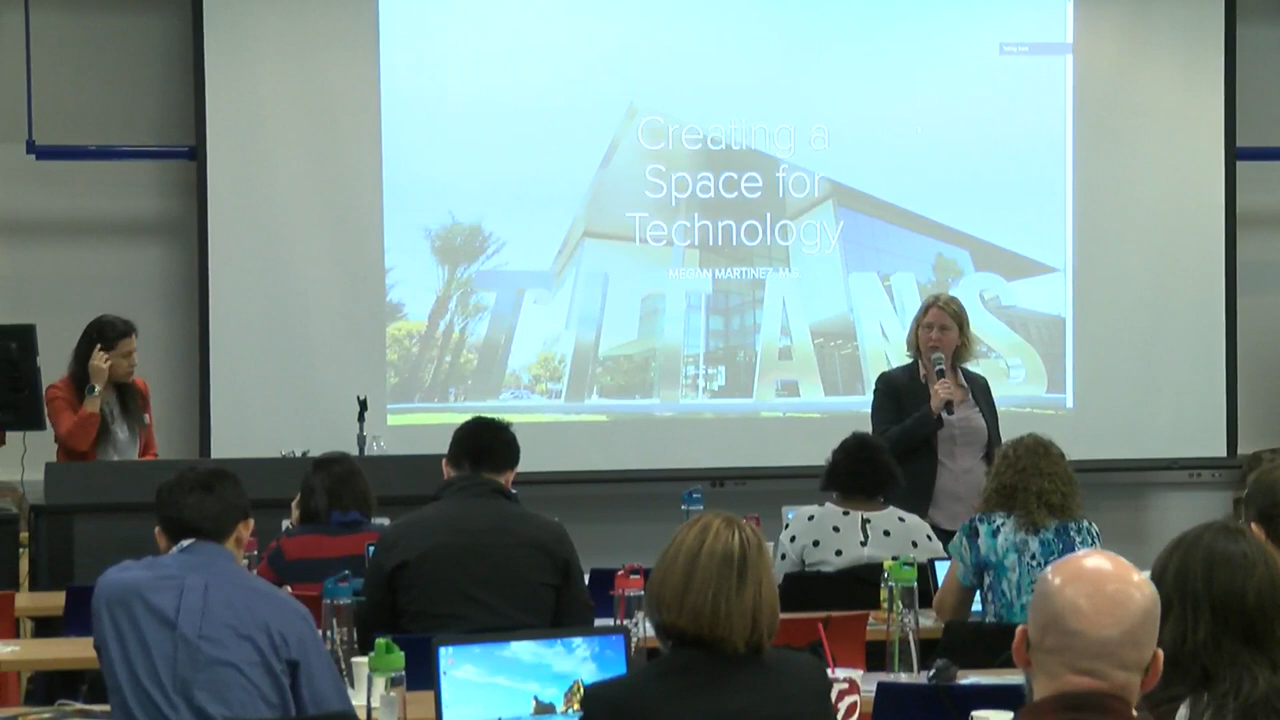 Creating a
Space for
Technology
MEGAN MARTINEZ, M.S.
TITANS